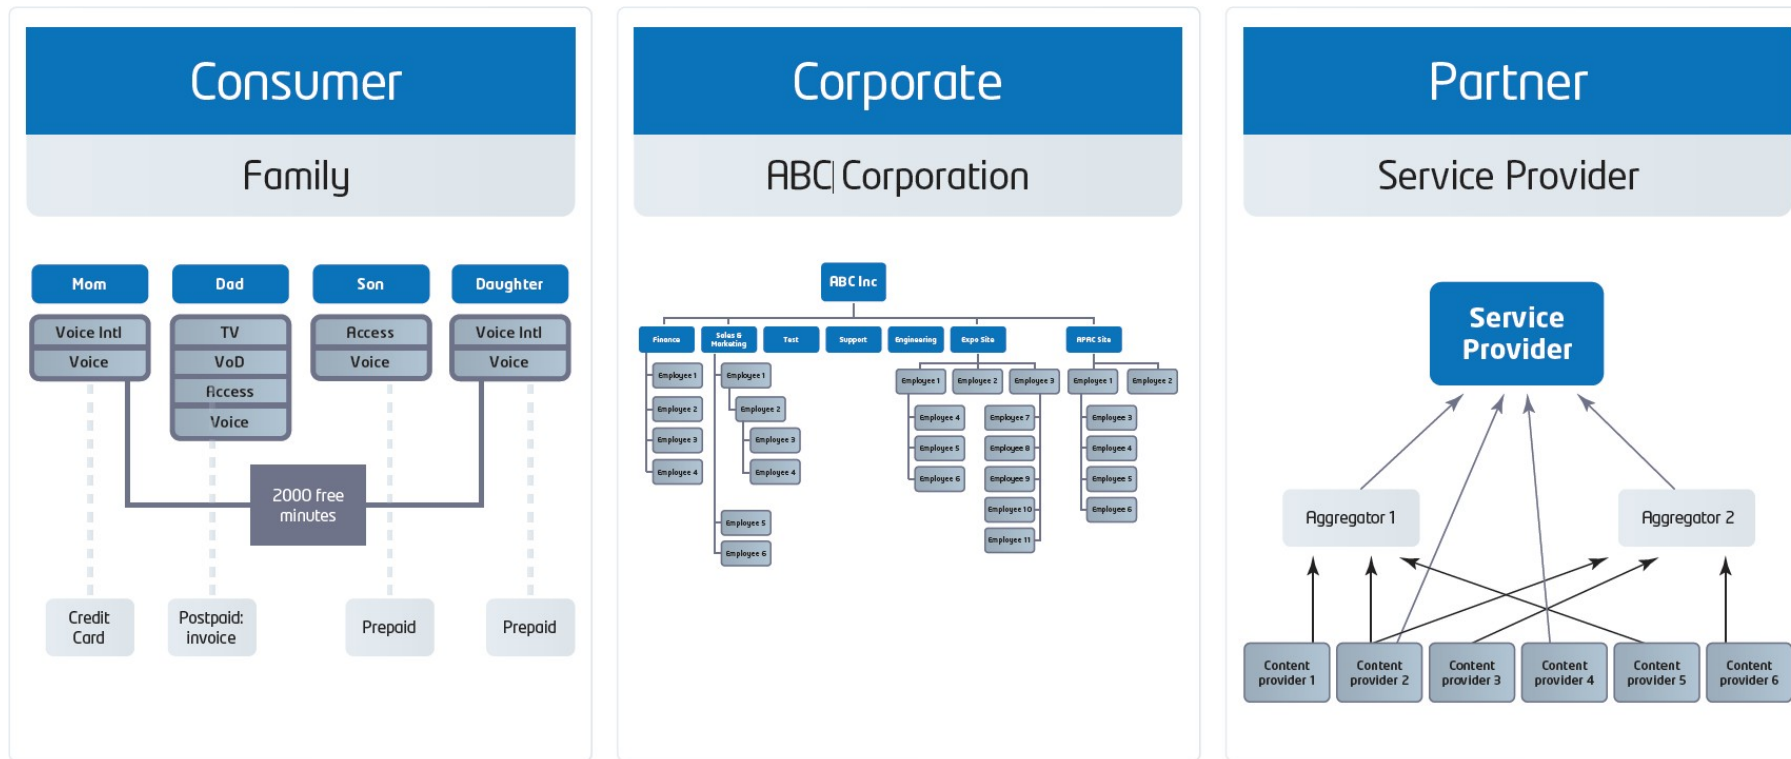 Consumer
Family
Mom
Dad
Son
Daughter
Voice Intl
Voice
TV
VoD
Access
Voice
Access
Voice
Voice Intl
Voice
2000 free
minutes
Credit
Card
Postpaid:
invoice
Prepaid
Prepaid
Corporate
ABC Corporation
ABC Inc
Finance
Sales &
Marketing
Test
Support
Engineering
Expo Site
APAC Site
Employee 1
Employee 2
Employee 3
Employee 4
Employee 1
Employee 2
Employee 3
Employee 4
Employee 5
Employee 6
Employee 1
Employee 2
Employee 3
Employee 4
Employee 5
Employee 6
Employee 7
Employee 8
Employee 9
Employee 10
Employee 11
Employee 1
Employee 2
Employee 3
Employee 4
Employee 5
Employee 6
Partner
Service Provider
Service
Provider
Aggregator 1
Aggregator 2
Content
provider 1
Content
provider 2
Content
provider 3
Content
provider 4
Content
provider 5
Content
provider 6